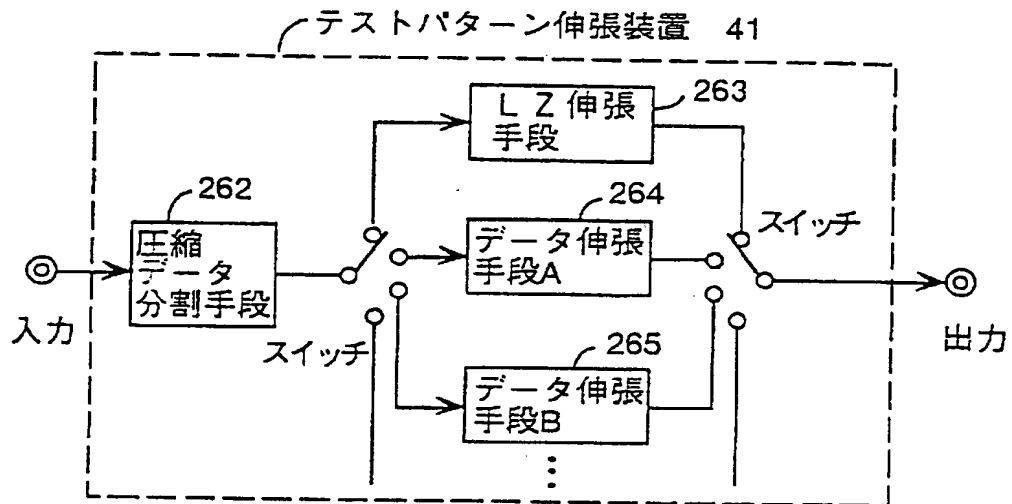 テストパターン伸張装置 41
LZ伸張
手段
263
262
圧縮
データ
分割手段
264
データ伸張
手段A
スイッチ
入力
スイッチ
265
データ伸張
手段B
出力